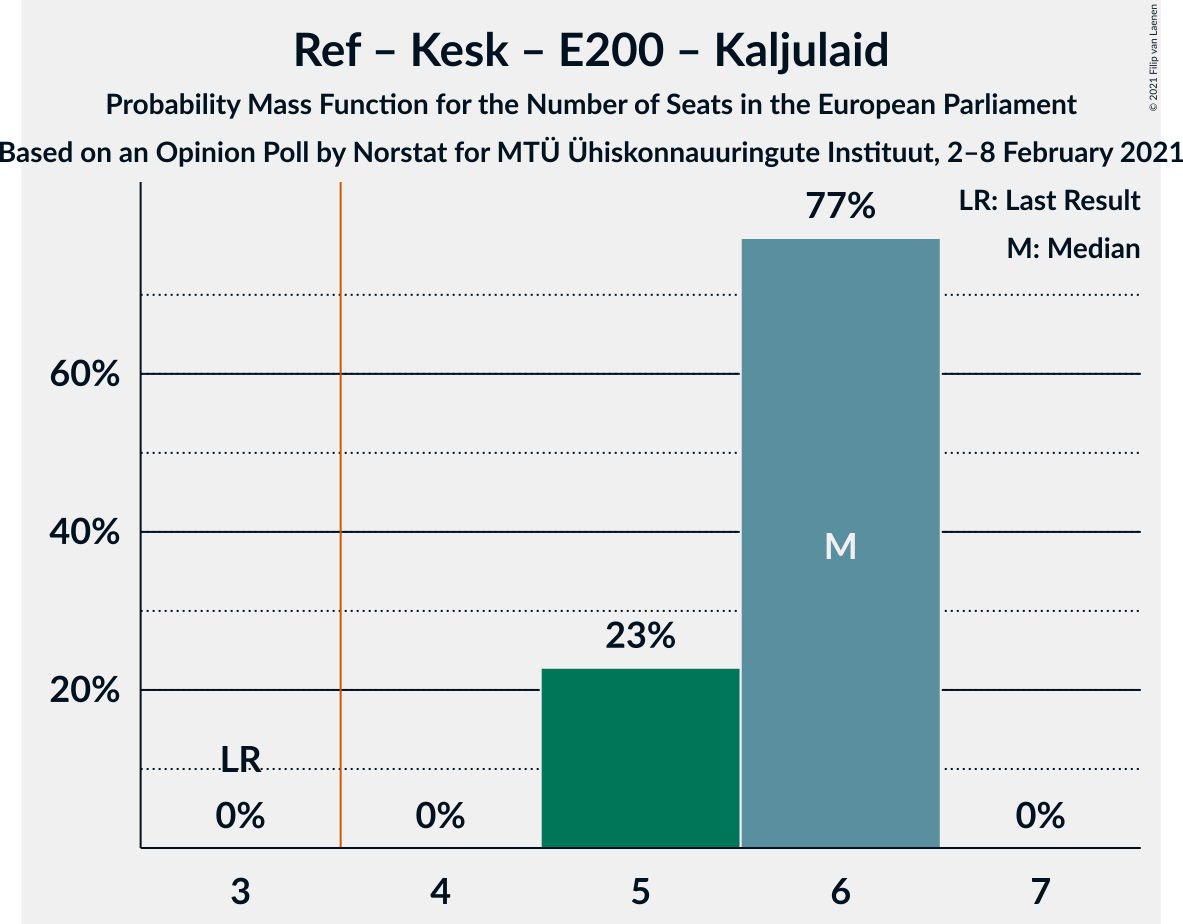 Ref – Kesk – E200 – Kaljulaid
Probability Mass Function for the Number of Seats in the European Parliament
Based on an Opinion Poll by Norstat for MTÜ Ühiskonnauuringute Instituut, 2–8 February 2021
© 2021 Filip van Laenen
LR: Last Result
M: Median
77%
60%
40%
M
23%
20%
LR
0%
0%
0%
3
4
5
6
7